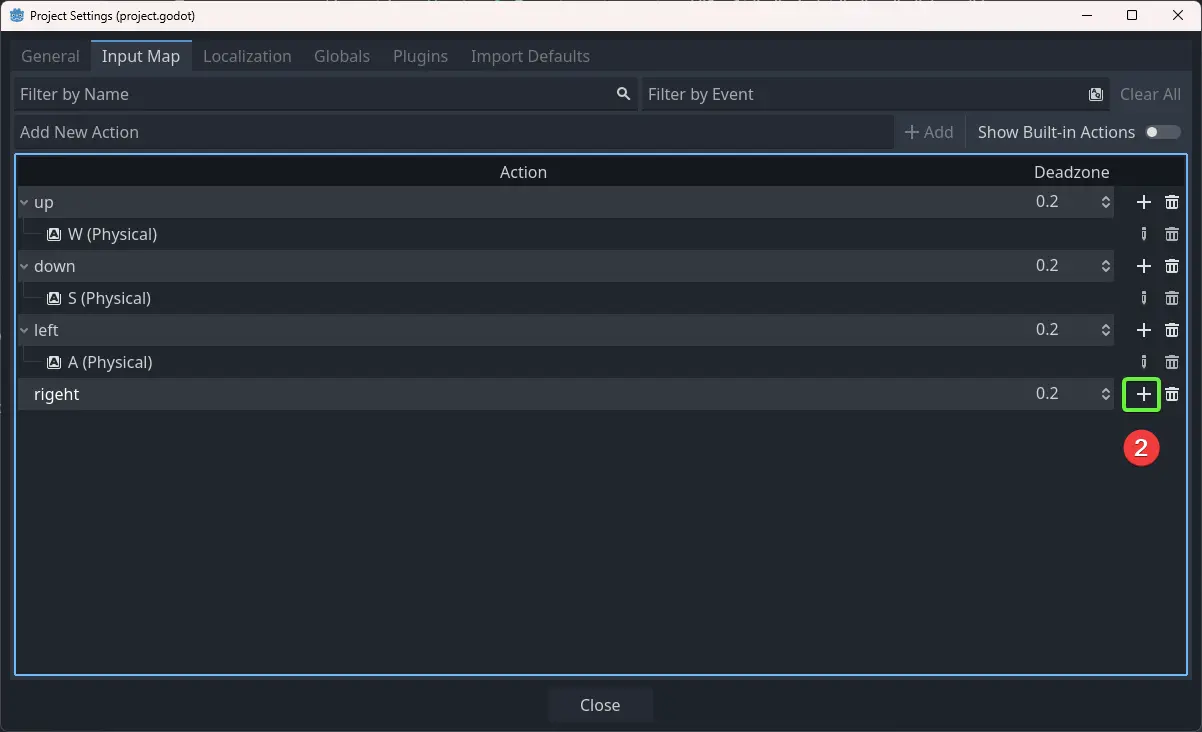 Project Settings (project.godot)
General Input Map Localization Globals Plugins Import Defaults
Filter by Name Filter by Event Clear All
Add New Action + Add Show Built-in Actions
Action Deadzone
up 0.2
W (Physical)
down 0.2
S (Physical)
left 0.2
A (Physical)
rigeht 0.2
2
Close